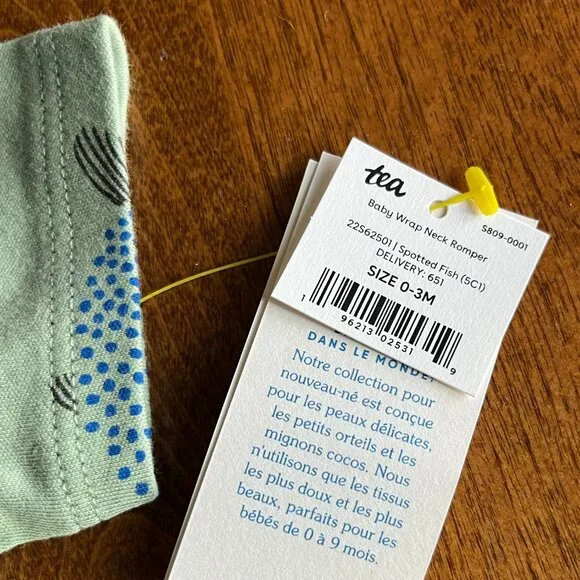 tea
S809-0001
Baby Wrap Neck Romper
22S62501 | Spotted Fish (SC1)
DELIVERY: 651
SIZE 0-3M
1 96213 02531 9
DANS LE MONDE!
Notre collection pour
nouveau-né est conçue
pour les peaux délicates,
les petits orteils et les
mignons cocos. Nous
n'utilisons que les tissus
les plus doux et les plus
beaux, parfaits pour les
bébés de 0 à 9 mois.